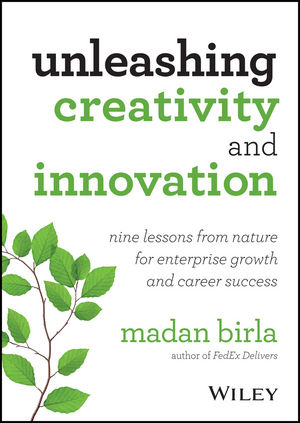 unleashing
creativity
and
innovation
nine lessons from nature
for enterprise growth
and career success
madan birla
author of FedEx Delivers
WILEY